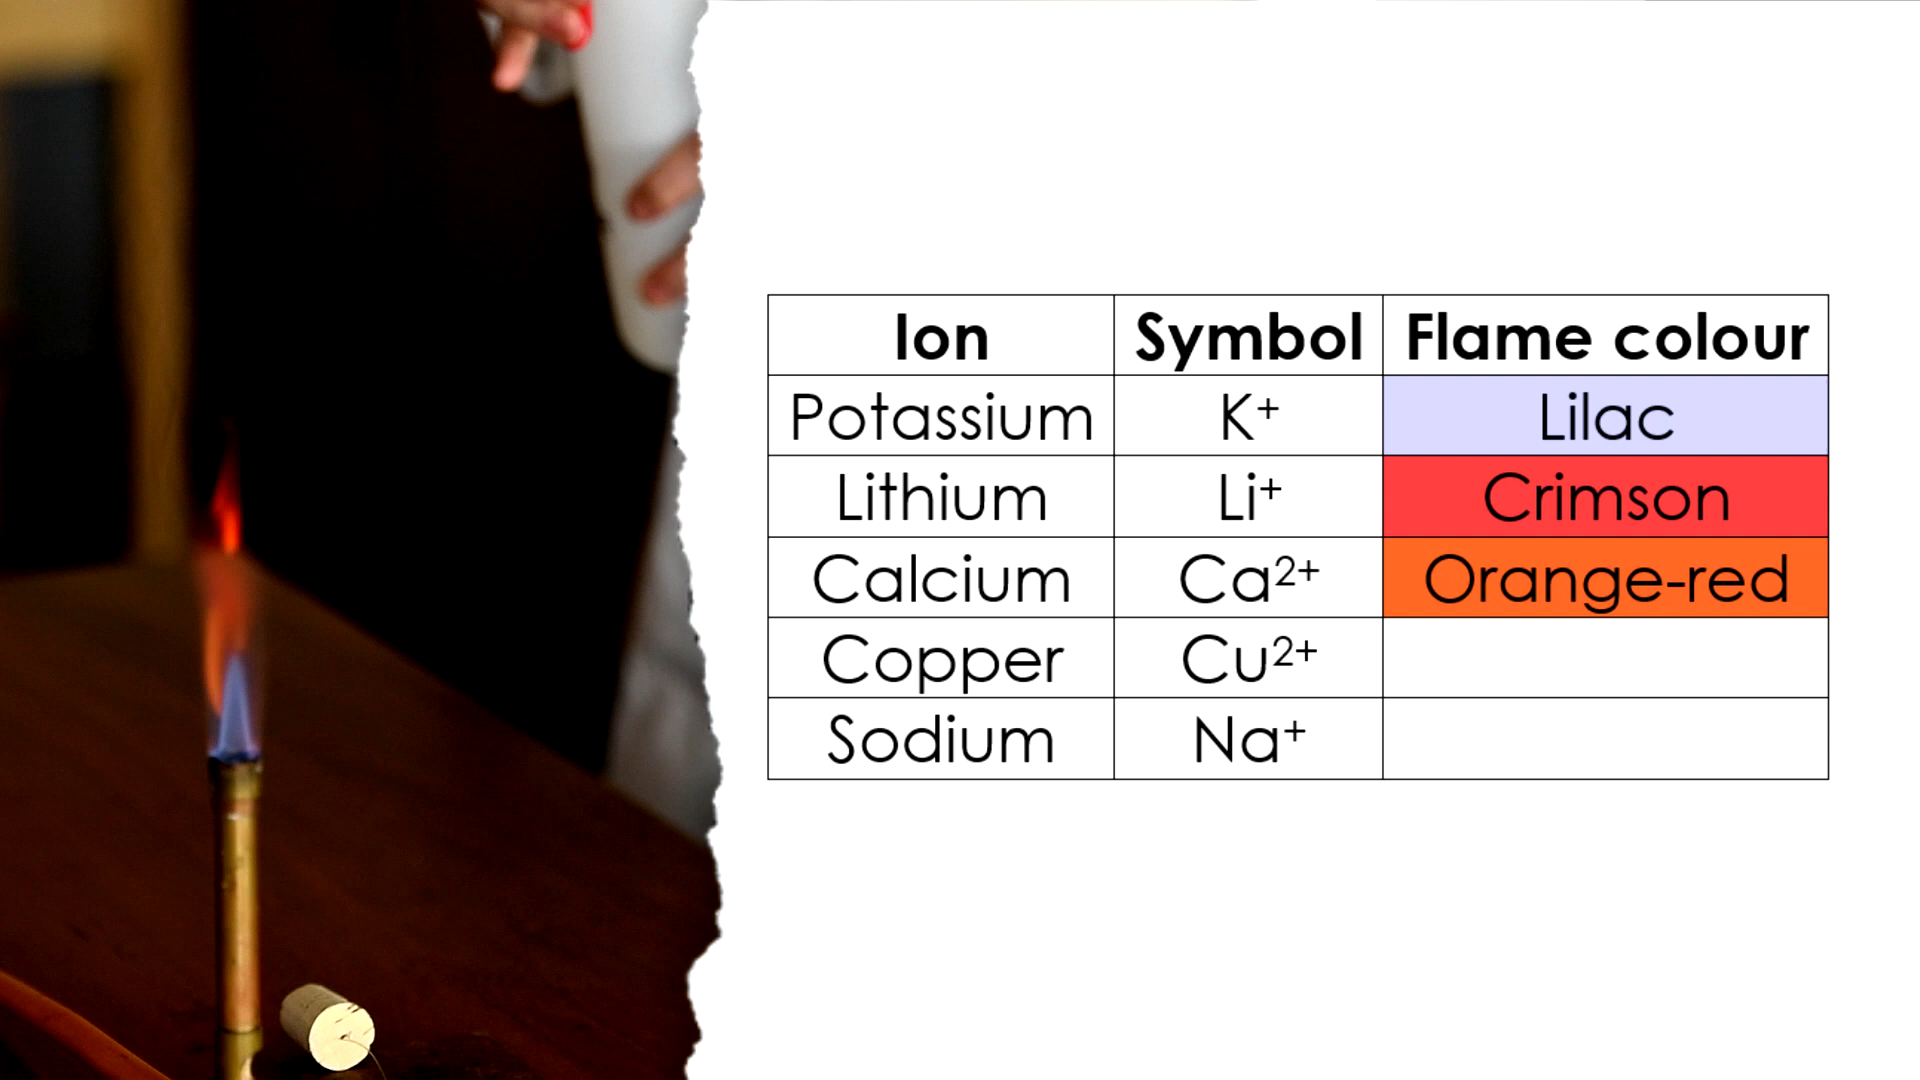 Ion Symbol Flame colour
Potassium K⁺ Lilac
Lithium Li⁺ Crimson
Calcium Ca²⁺ Orange-red
Copper Cu²⁺
Sodium Na⁺